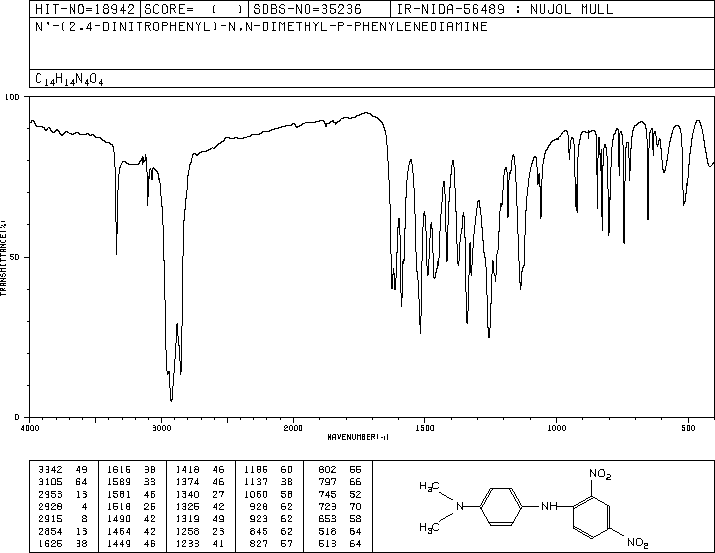 HIT-NO=18942 SCORE= ( ) SDBS-NO=35236 IR-NIDA-56489 : NUJOL MULL
N'-(2,4-DINITROPHENYL)-N,N-DIMETHYL-P-PHENYLENEDIAMINE
C14H14N4O4
100
50
0
TRANSMITTANCE(%)
4000 3000 2000 1500 1000 500
WAVENUMBER(-1)
3342 49 1616 38 1418 46 1186 60 802 55
3105 64 1589 33 1374 46 1137 38 797 66
2953 13 1581 46 1340 27 1060 58 745 52
2928 4 1518 26 1325 42 928 62 723 70
2915 8 1490 42 1319 49 923 62 653 58
2854 13 1464 42 1258 23 845 62 518 64
1625 38 1449 46 1233 41 827 57 513 64
NO2
H3C
N
NH
H3C
NO2